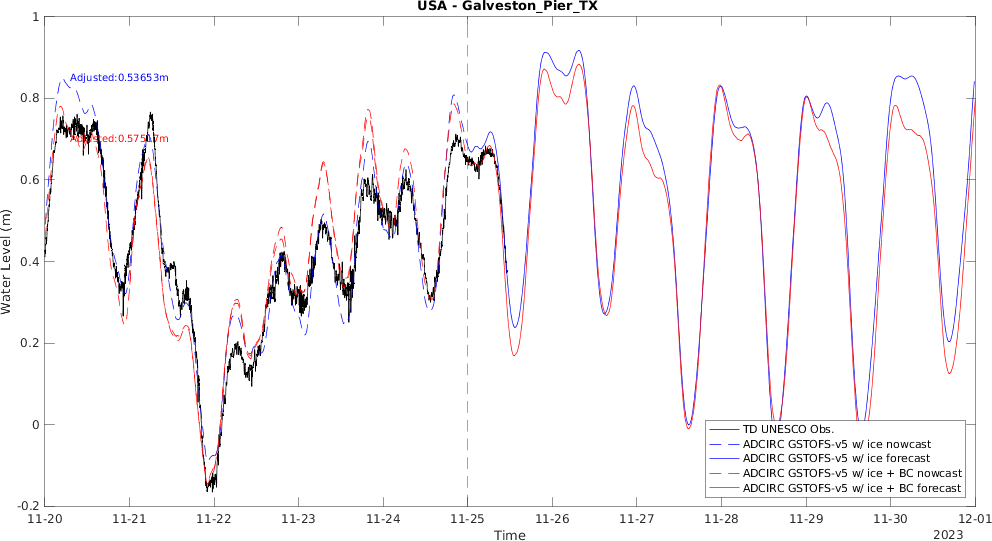 USA - Galveston_Pier_TX
1
0.8
0.6
0.4
0.2
0
-0.2
Water Level (m)
Adjusted:0.53653m
TD UNESCO Obs.
ADCIRC GSTOFS-v5 w/ ice nowcast
ADCIRC GSTOFS-v5 w/ ice forecast
ADCIRC GSTOFS-v5 w/ ice + BC nowcast
ADCIRC GSTOFS-v5 w/ ice + BC forecast
11-20 11-21 11-22 11-23 11-24 11-25 11-26 11-27 11-28 11-29 11-30 12-01
Time
2023